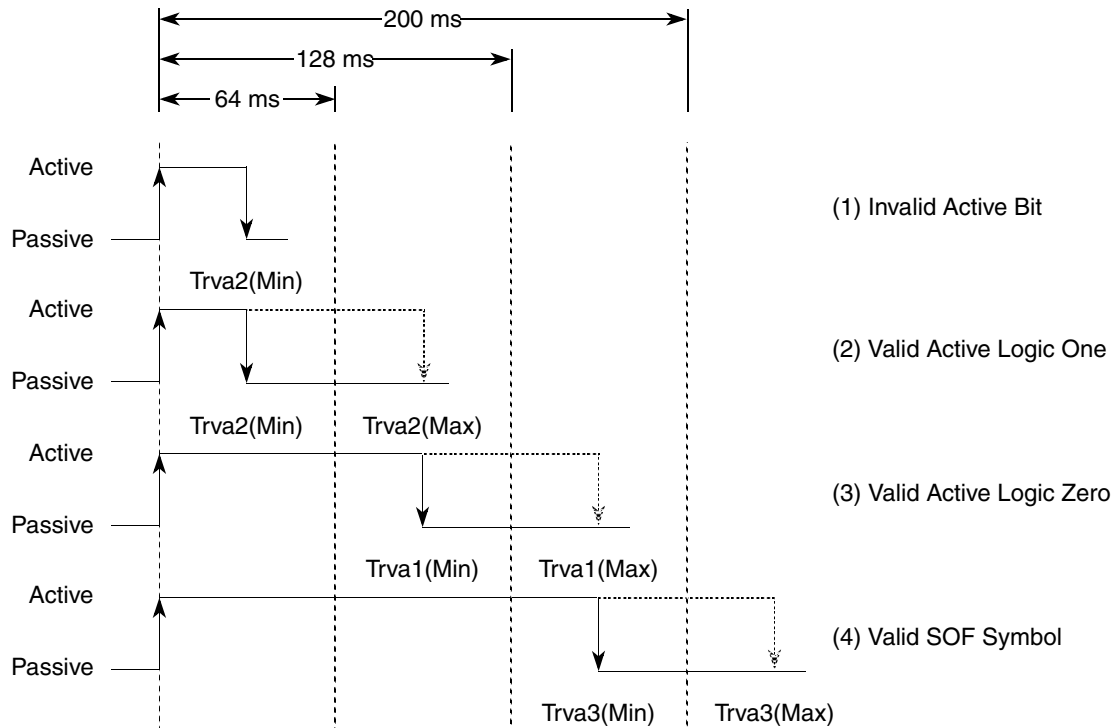 200 ms
128 ms
64 ms
Active
Passive
(1) Invalid Active Bit
Trva2(Min)
Active
Passive
(2) Valid Active Logic One
Trva2(Min) Trva2(Max)
Active
Passive
(3) Valid Active Logic Zero
Trva1(Min) Trva1(Max)
Active
Passive
(4) Valid SOF Symbol
Trva3(Min) Trva3(Max)